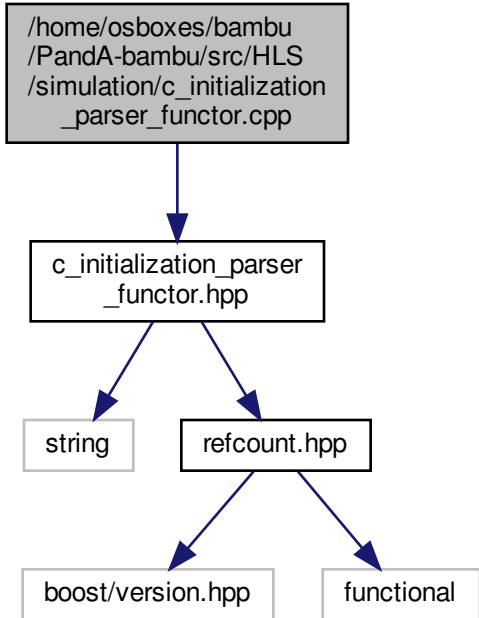 /home/osboxes/bambu
/PandA-bambu/src/HLS
/simulation/c_initialization
_parser_functor.cpp
c_initialization_parser
_functor.hpp
string
refcount.hpp
boost/version.hpp
functional